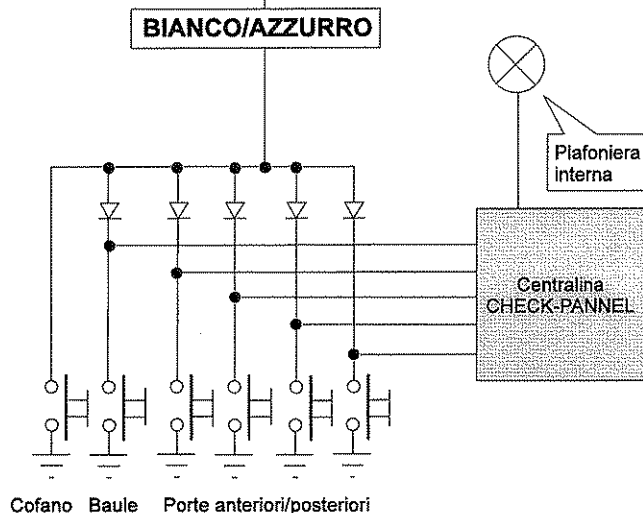 BIANCO/AZZURRO
Plafoniera
interna
Centralina
CHECK-PANNEL
Cofano Baule Porte anteriori/posteriori